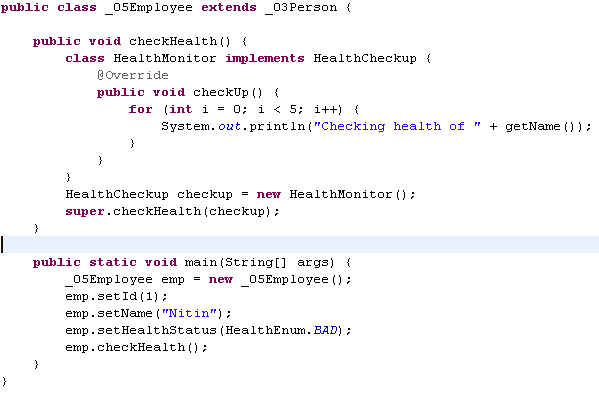 public class _05Employee extends _03Person {
public void checkHealth() {
class HealthMonitor implements HealthCheckup {
@Override
public void checkUp() {
for (int i = 0; i < 5; i++) {
System.out.println("Checking health of " + getName());
}
}
}
HealthCheckup checkup = new HealthMonitor();
super.checkHealth(checkup);
}
public static void main(String[] args) {
_05Employee emp = new _05Employee();
emp.setId(1);
emp.setName("Nitin");
emp.setHealthStatus(HealthEnum.BAD);
emp.checkHealth();
}
}